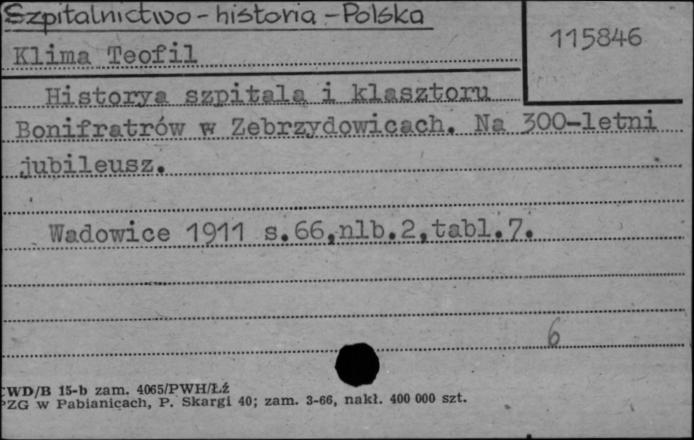 Szpitalnictwo - historia - Polska
115846
Klima Teofil
Historya szpitala i klasztoru
Bonifratrów w Zebrzydowicach. Na 300-letni
jubileusz.
Wadowice 1911 s.66,nlb.2,tabl.7.
6
CWD/B 15-b zam. 4065/PWH/Łź
PZG w Pabianicach, P. Skargi 40; zam. 3-66, nakł. 400 000 szt.